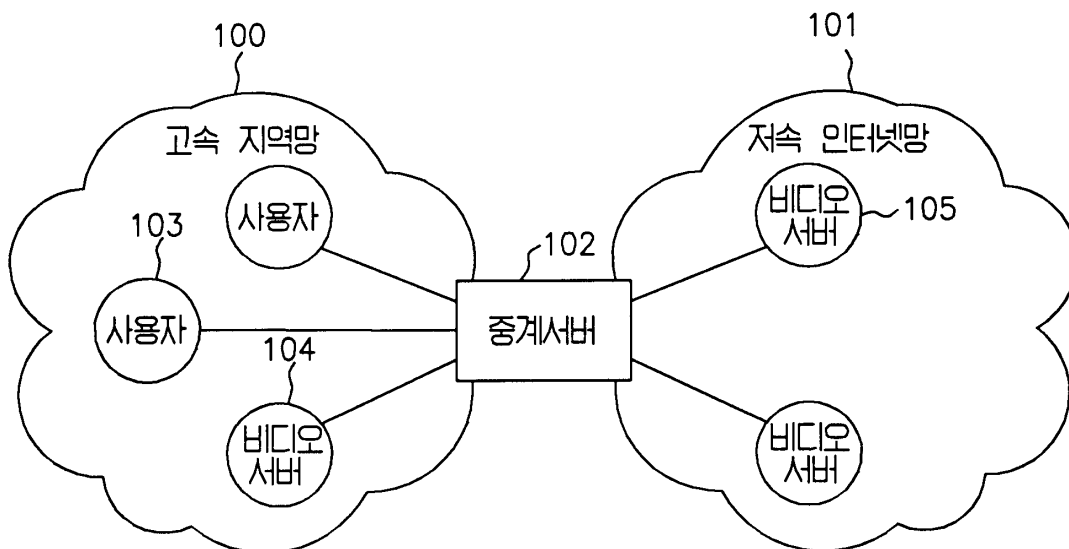 100
101
고속 지역망
저속 인터넷망
사용자
비디오
서버
105
103
102
사용자
중계서버
104
비디오
서버
비디오
서버